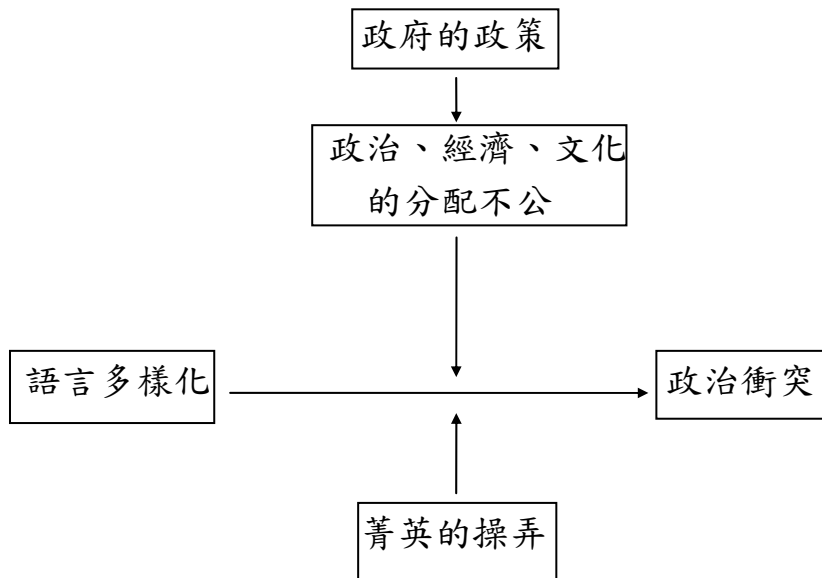 政府的政策
政治、經濟、文化
的分配不公
語言多樣化
政治衝突
菁英的操弄